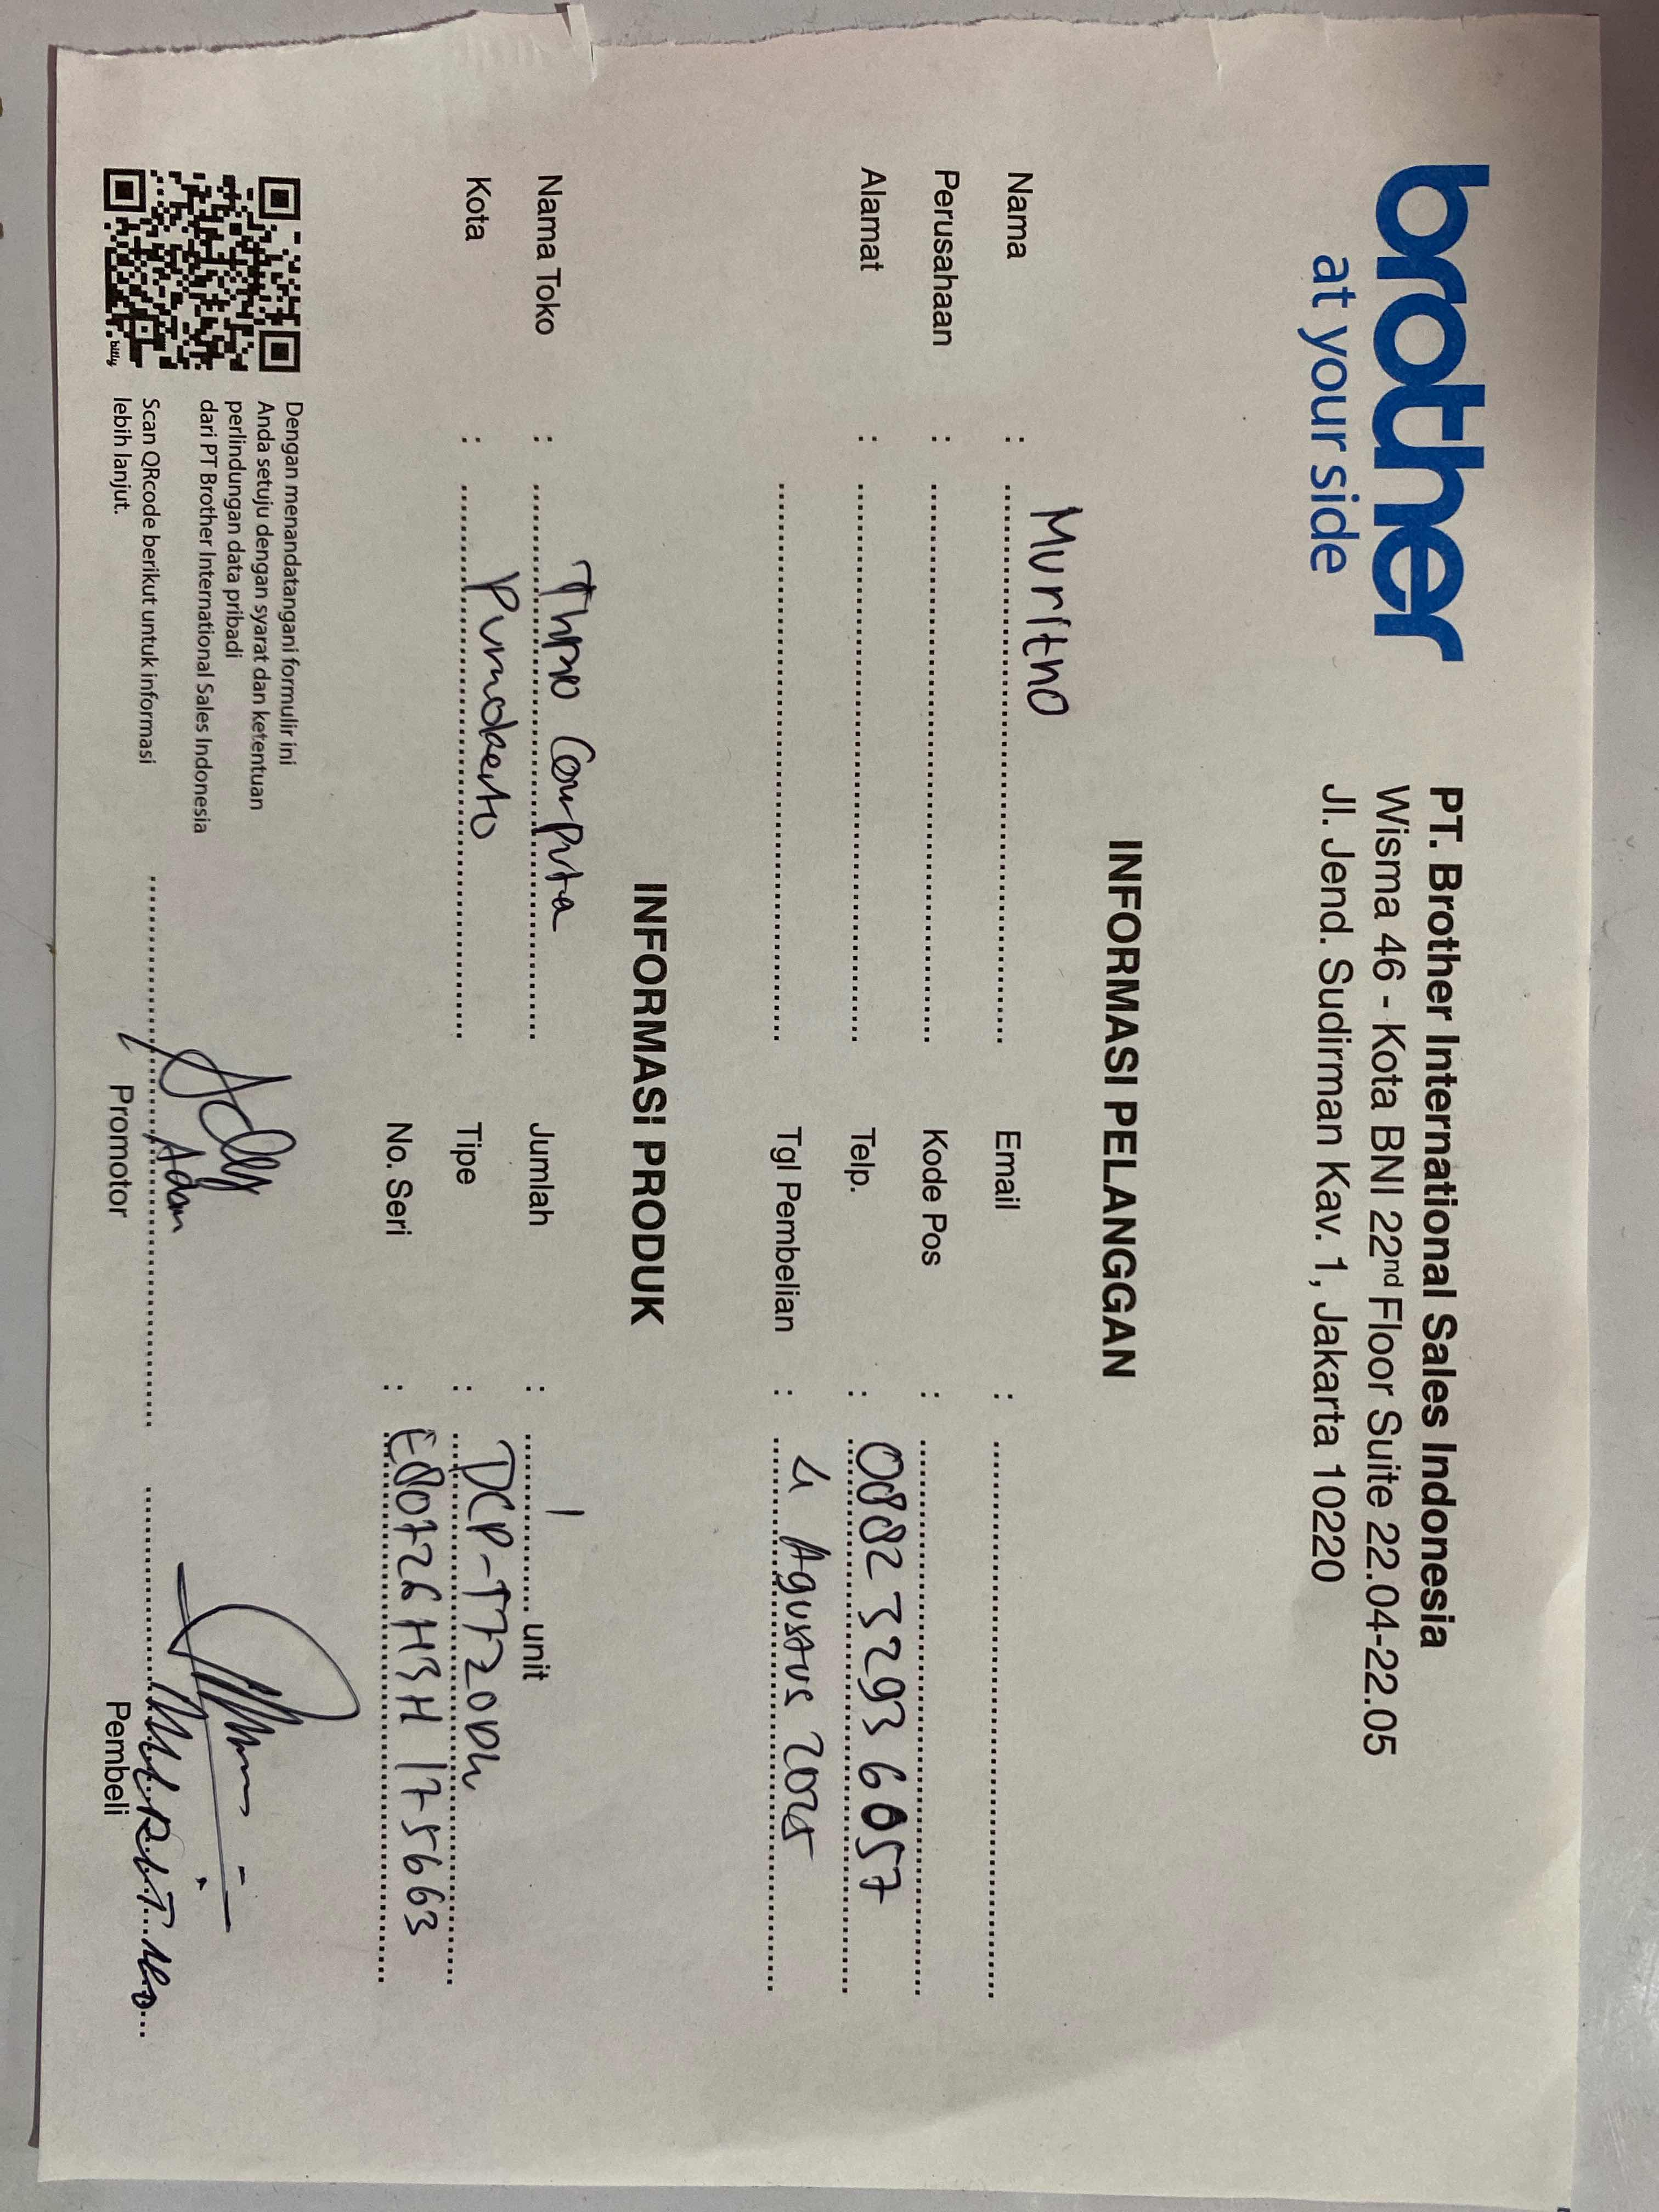 brother
at your side
PT. Brother International Sales Indonesia
Wisma 46 - Kota BNI 22nd Floor Suite 22.04-22.05
Jl. Jend. Sudirman Kav. 1, Jakarta 10220
INFORMASI PELANGGAN
Nama : Muritno Email :
Perusahaan : Kode Pos :
Alamat : Telp. : 0882 3293 6057
Tgl Pembelian : 4 Agustus 2025
INFORMASI PRODUK
Nama Toko : Jumlah : 1 unit
Kota : Purwokerto Tipe : DCP-T720DW
No. Seri : E80726H3H175663
Dengan menandatangani formulir ini
Anda setuju dengan syarat dan ketentuan
perlindungan data pribadi
dari PT Brother International Sales Indonesia
Scan QRcode berikut untuk informasi
lebih lanjut.
bitly
Adam
Promotor
MURITNO
Pembeli